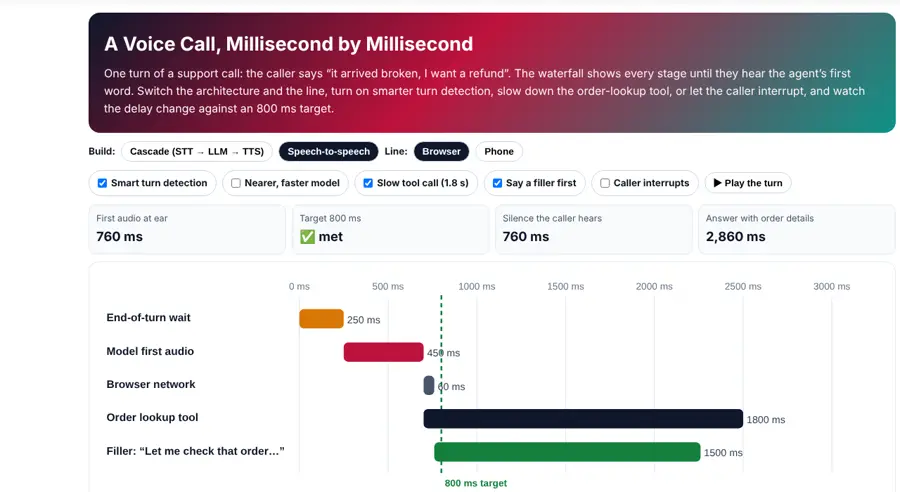 A Voice Call, Millisecond by Millisecond
One turn of a support call: the caller says “it arrived broken, I want a refund”. The waterfall shows every stage until they hear the agent’s first
word. Switch the architecture and the line, turn on smarter turn detection, slow down the order-lookup tool, or let the caller interrupt, and watch
the delay change against an 800 ms target.
Build: Cascade (STT → LLM → TTS) Speech-to-speech Line: Browser Phone
Smart turn detection Nearer, faster model Slow tool call (1.8 s) Say a filler first Caller interrupts ▶ Play the turn
First audio at ear Target 800 ms Silence the caller hears Answer with order details
760 ms ✅ met 760 ms 2,860 ms
0 ms 500 ms 1000 ms 1500 ms 2000 ms 2500 ms 3000 ms
End-of-turn wait 250 ms
Model first audio 450 ms
Browser network 60 ms
Order lookup tool 1800 ms
Filler: “Let me check that order…” 1500 ms
800 ms target